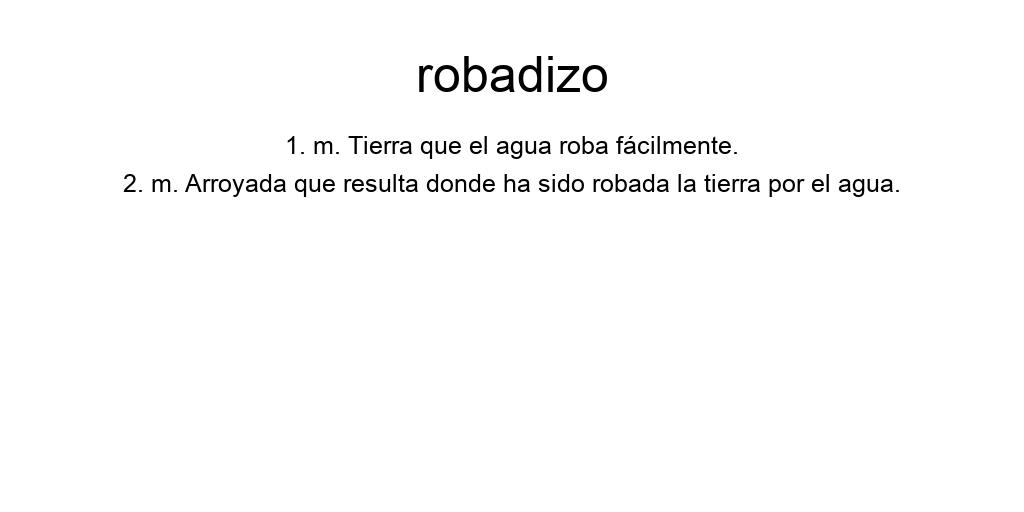 robadizo
1. m. Tierra que el agua roba fácilmente.
2. m. Arroyada que resulta donde ha sido robada la tierra por el agua.